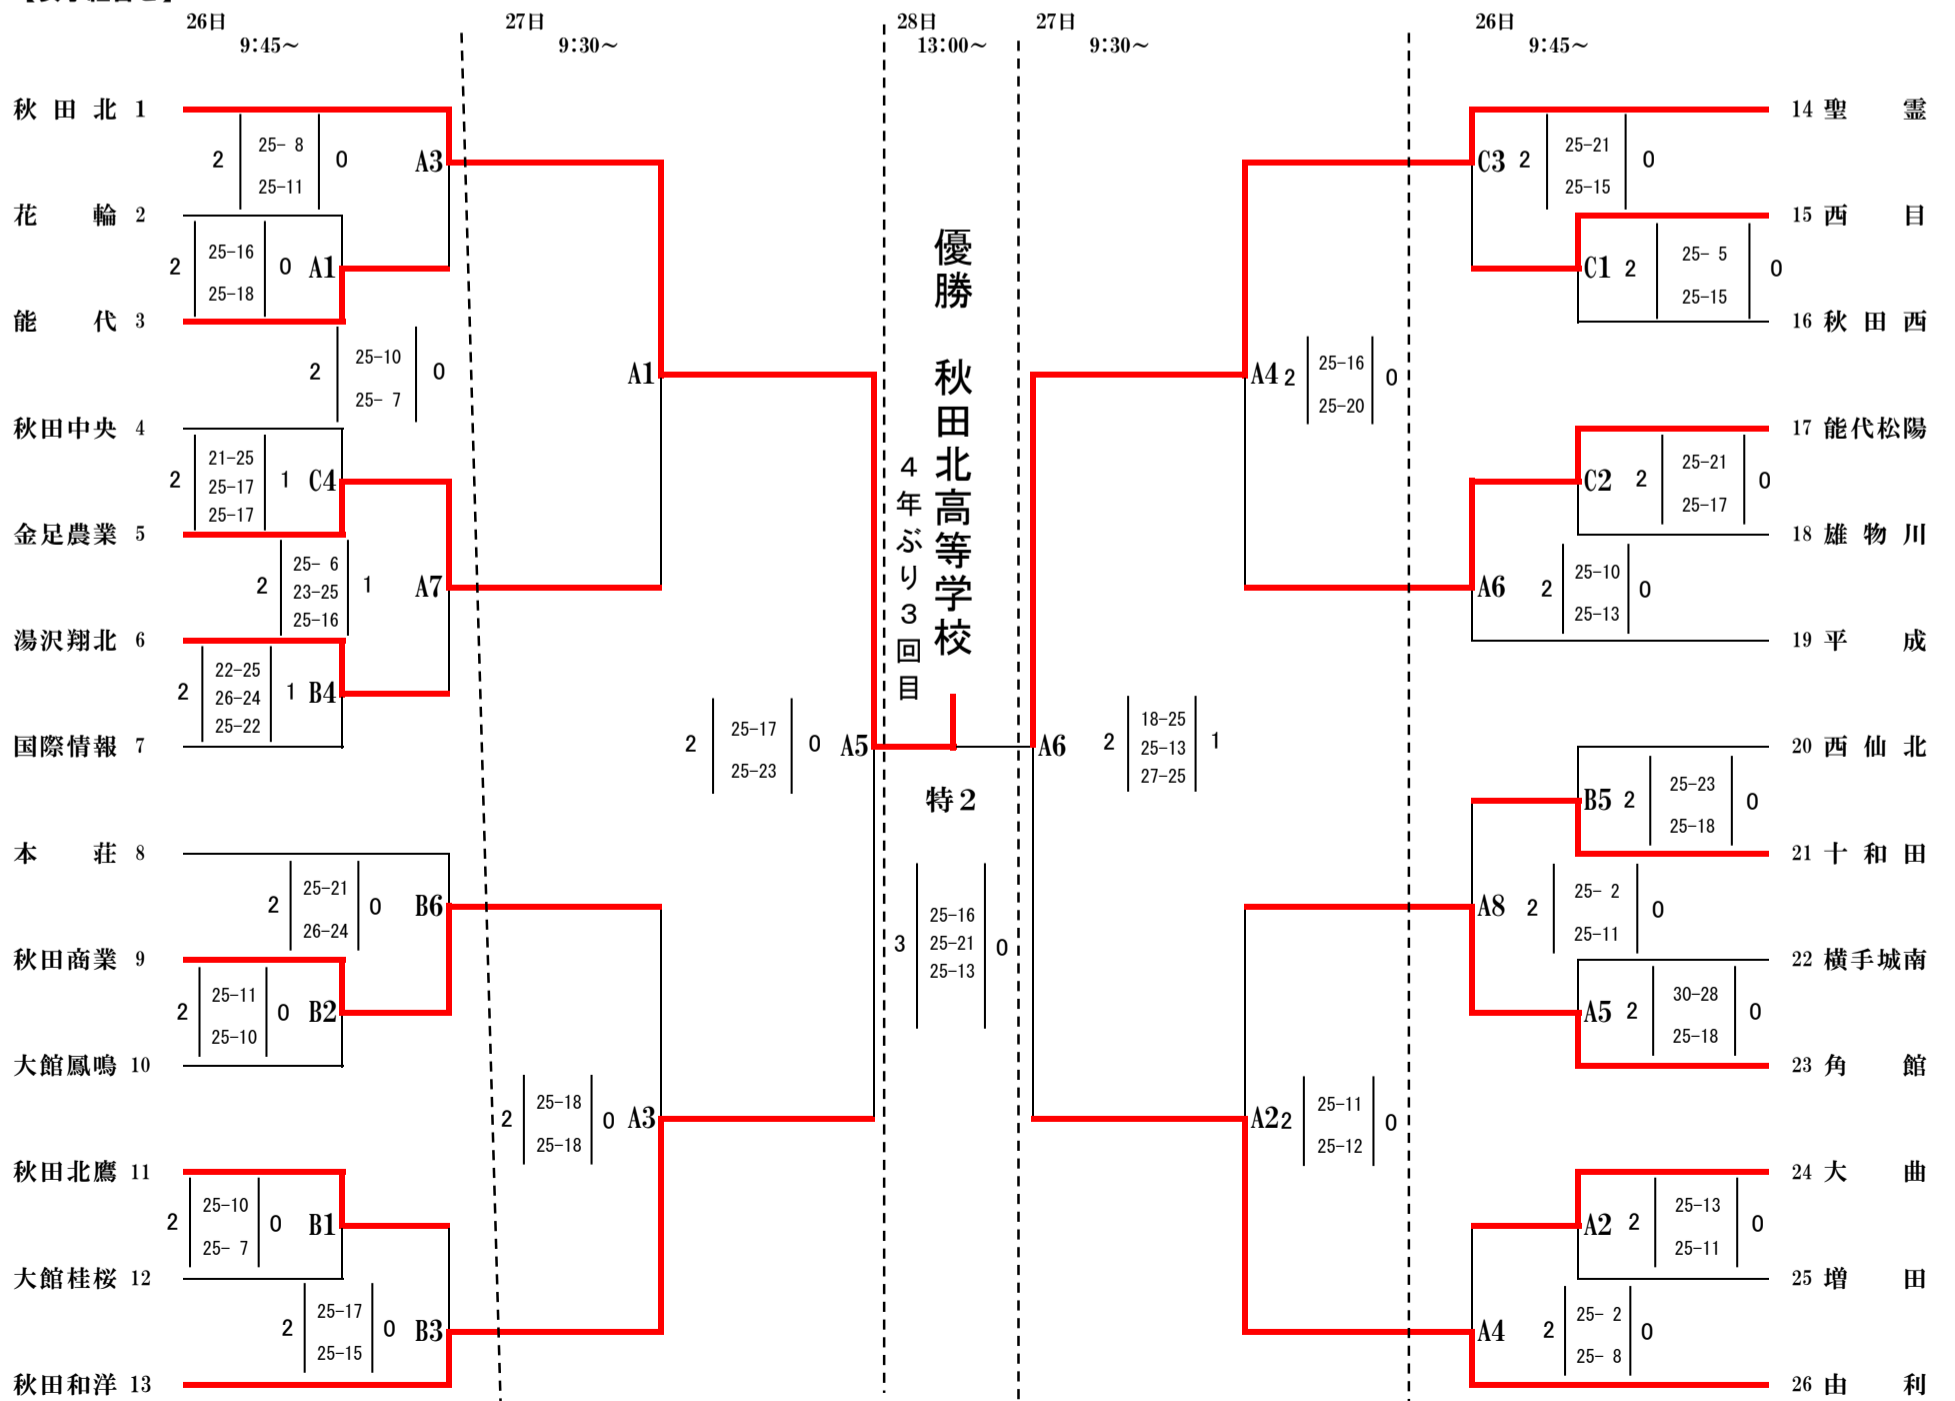 26日 27日 28日 27日 26日
9:45～ 9:30～ 13:00～ 9:30～ 9:45～
秋田北 1
2 25- 8 0 A3
25-11
花輪 2
2 25-16 0 A1
25-18
能代 3
2 25-10 0
25- 7
A1
秋田中央 4
2 21-25 1 C4
25-17
25-17
金足農業 5
2 25- 6 1 A7
23-25
25-16
湯沢翔北 6
2 22-25 1 B4
26-24
25-22
国際情報 7
2 25-17 0 A5
25-23
本荘 8
2 25-21 0 B6
26-24
秋田商業 9
2 25-11 0 B2
25-10
大館鳳鳴 10
2 25-18 0 A3
25-18
秋田北鷹 11
2 25-10 0 B1
25- 7
大館桂桜 12
2 25-17 0 B3
25-15
秋田和洋 13
優勝 秋田北高等学校
４年ぶり３回目
特２
3 25-16 0
25-21
25-13
14 聖霊
C3 2 25-21 0
25-15
15 西目
C1 2 25- 5 0
25-15
16 秋田西
A4 2 25-16 0
25-20
17 能代松陽
C2 2 25-21 0
25-17
18 雄物川
A6 2 25-10 0
25-13
19 平成
A6 2 18-25 1
25-13
27-25
20 西仙北
B5 2 25-23 0
25-18
21 十和田
A8 2 25- 2 0
25-11
22 横手城南
A5 2 30-28 0
25-18
23 角館
A2 2 25-11 0
25-12
24 大曲
A2 2 25-13 0
25-11
25 増田
A4 2 25- 2 0
25- 8
26 由利